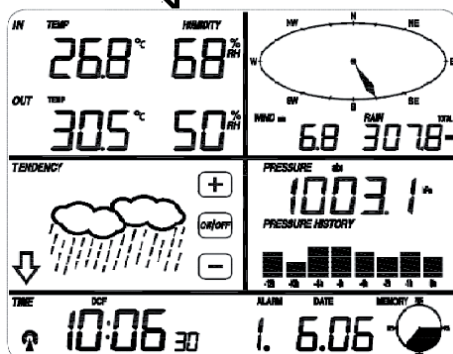 IN TEMP HUMIDITY
26.8 °C 68 % RH
OUT TEMP
30.5 °C 50 % RH
N
NW NE
W E
SW SE
S
WIND RAIN TOTAL
6.8 307.8
TENDENCY
+
ON/OFF
−
PRESSURE abs
1003.1
PRESSURE HISTORY
TIME DCF
10:06 30
ALARM DATE MEMORY
1. 6.06